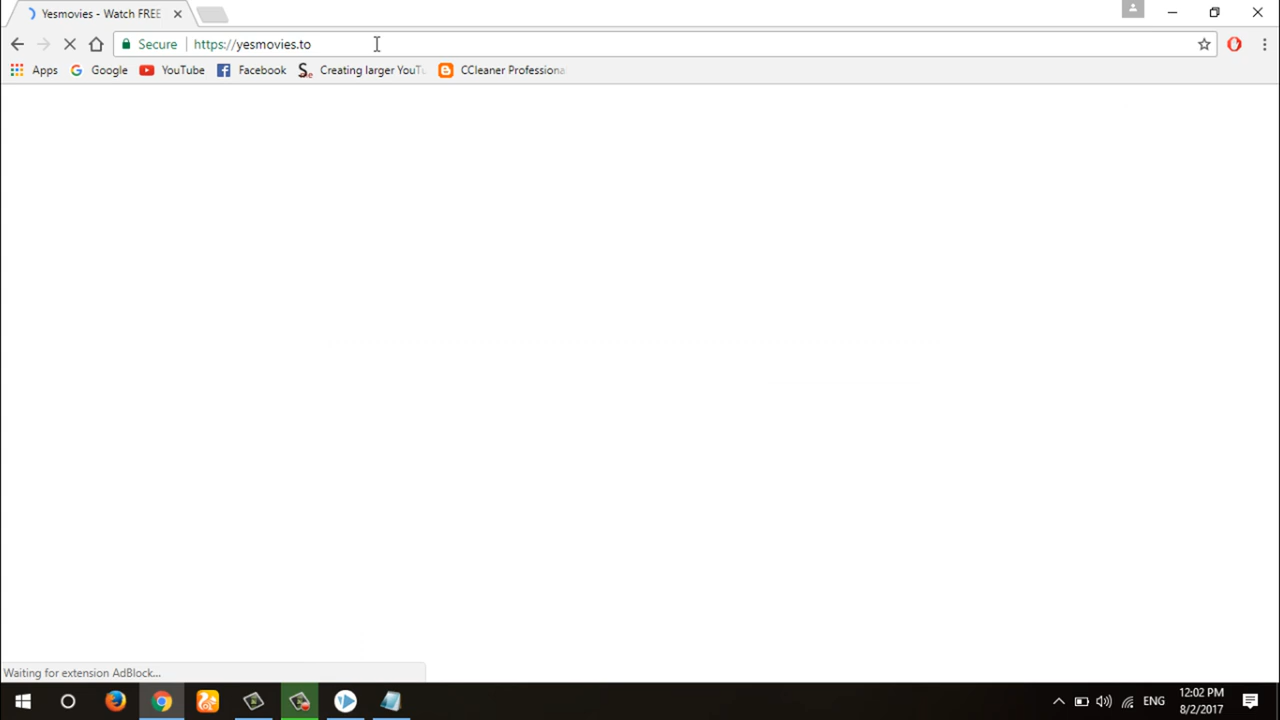 Yesmovies - Watch FREE
Secure https://yesmovies.to
Apps Google YouTube Facebook Creating larger YouTu CCleaner Professiona
Waiting for extension AdBlock...
ENG 12:02 PM
8/2/2017